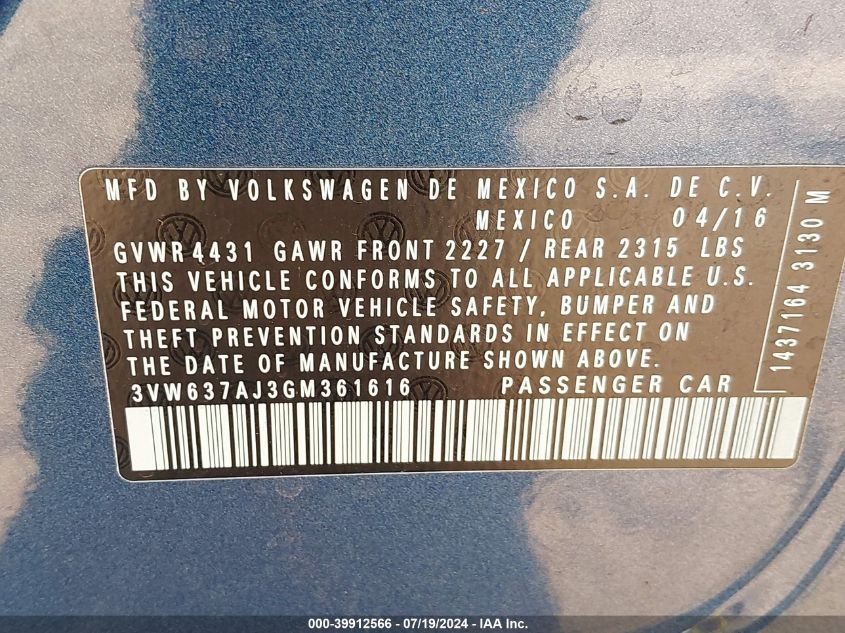 MFD BY VOLKSWAGEN DE MEXICO S.A. DE C.V.
MEXICO 04/16
GVWR 4431 GAWR FRONT 2227 / REAR 2315 LBS
THIS VEHICLE CONFORMS TO ALL APPLICABLE U.S.
FEDERAL MOTOR VEHICLE SAFETY, BUMPER AND
THEFT PREVENTION STANDARDS IN EFFECT ON
THE DATE OF MANUFACTURE SHOWN ABOVE.
3VW637AJ3GM361616 PASSENGER CAR
1437164 3130 M
000-39912566 - 07/19/2024 - IAA Inc.